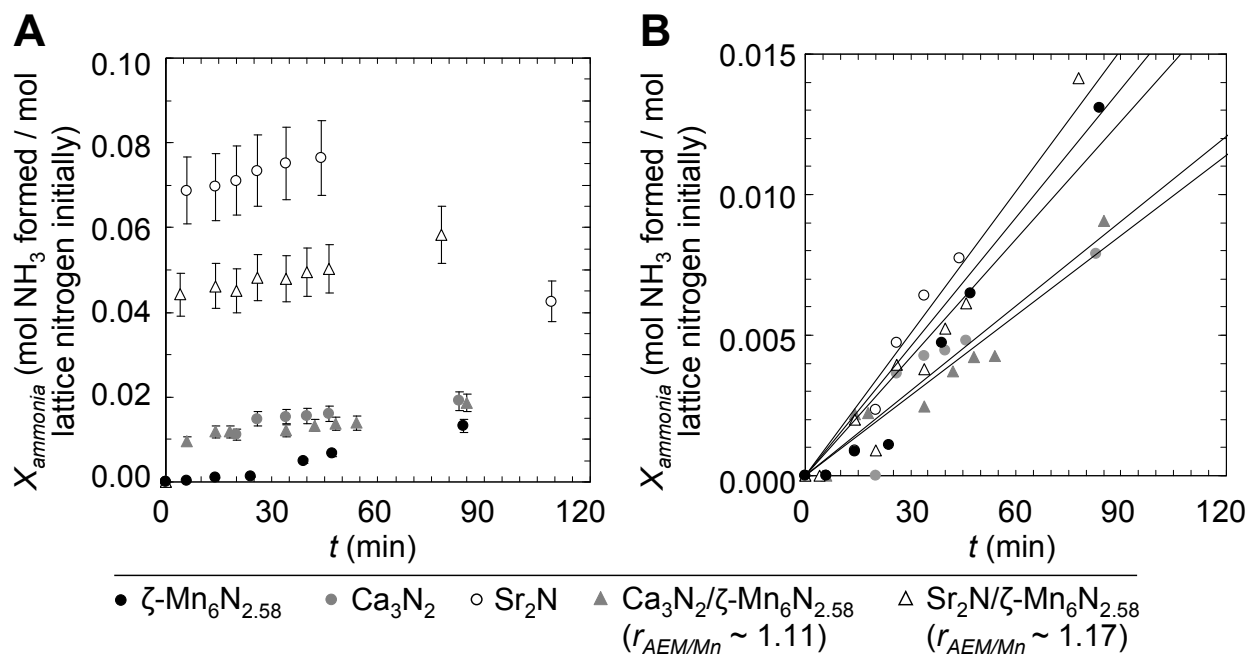 A
X_ammonia (mol NH₃ formed / mol
lattice nitrogen initially)
0.10
0.08
0.06
0.04
0.02
0.00
0 30 60 90 120
t (min)
B
X_ammonia (mol NH₃ formed / mol
lattice nitrogen initially)
0.015
0.010
0.005
0.000
0 30 60 90 120
t (min)
ζ-Mn₆N₂.₅₈ Ca₃N₂ Sr₂N Ca₃N₂/ζ-Mn₆N₂.₅₈ Sr₂N/ζ-Mn₆N₂.₅₈
(r_AEM/Mn ~ 1.11) (r_AEM/Mn ~ 1.17)